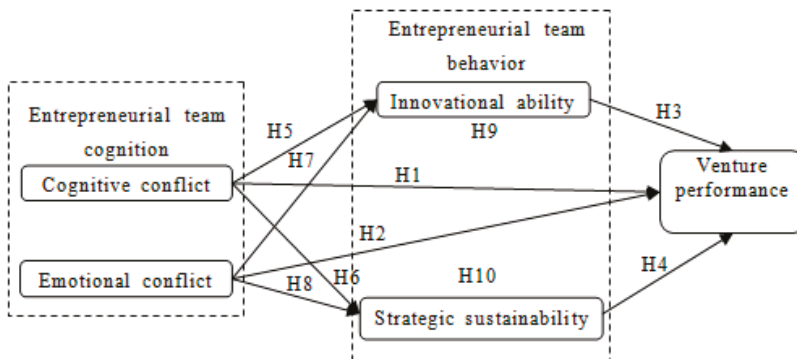 Entrepreneurial team
behavior
Innovational ability
H3
Entrepreneurial team
cognition
H5
H9
H7
Venture
performance
Cognitive conflict
H1
H2
Emotional conflict
H6
H8
H10
H4
Strategic sustainability